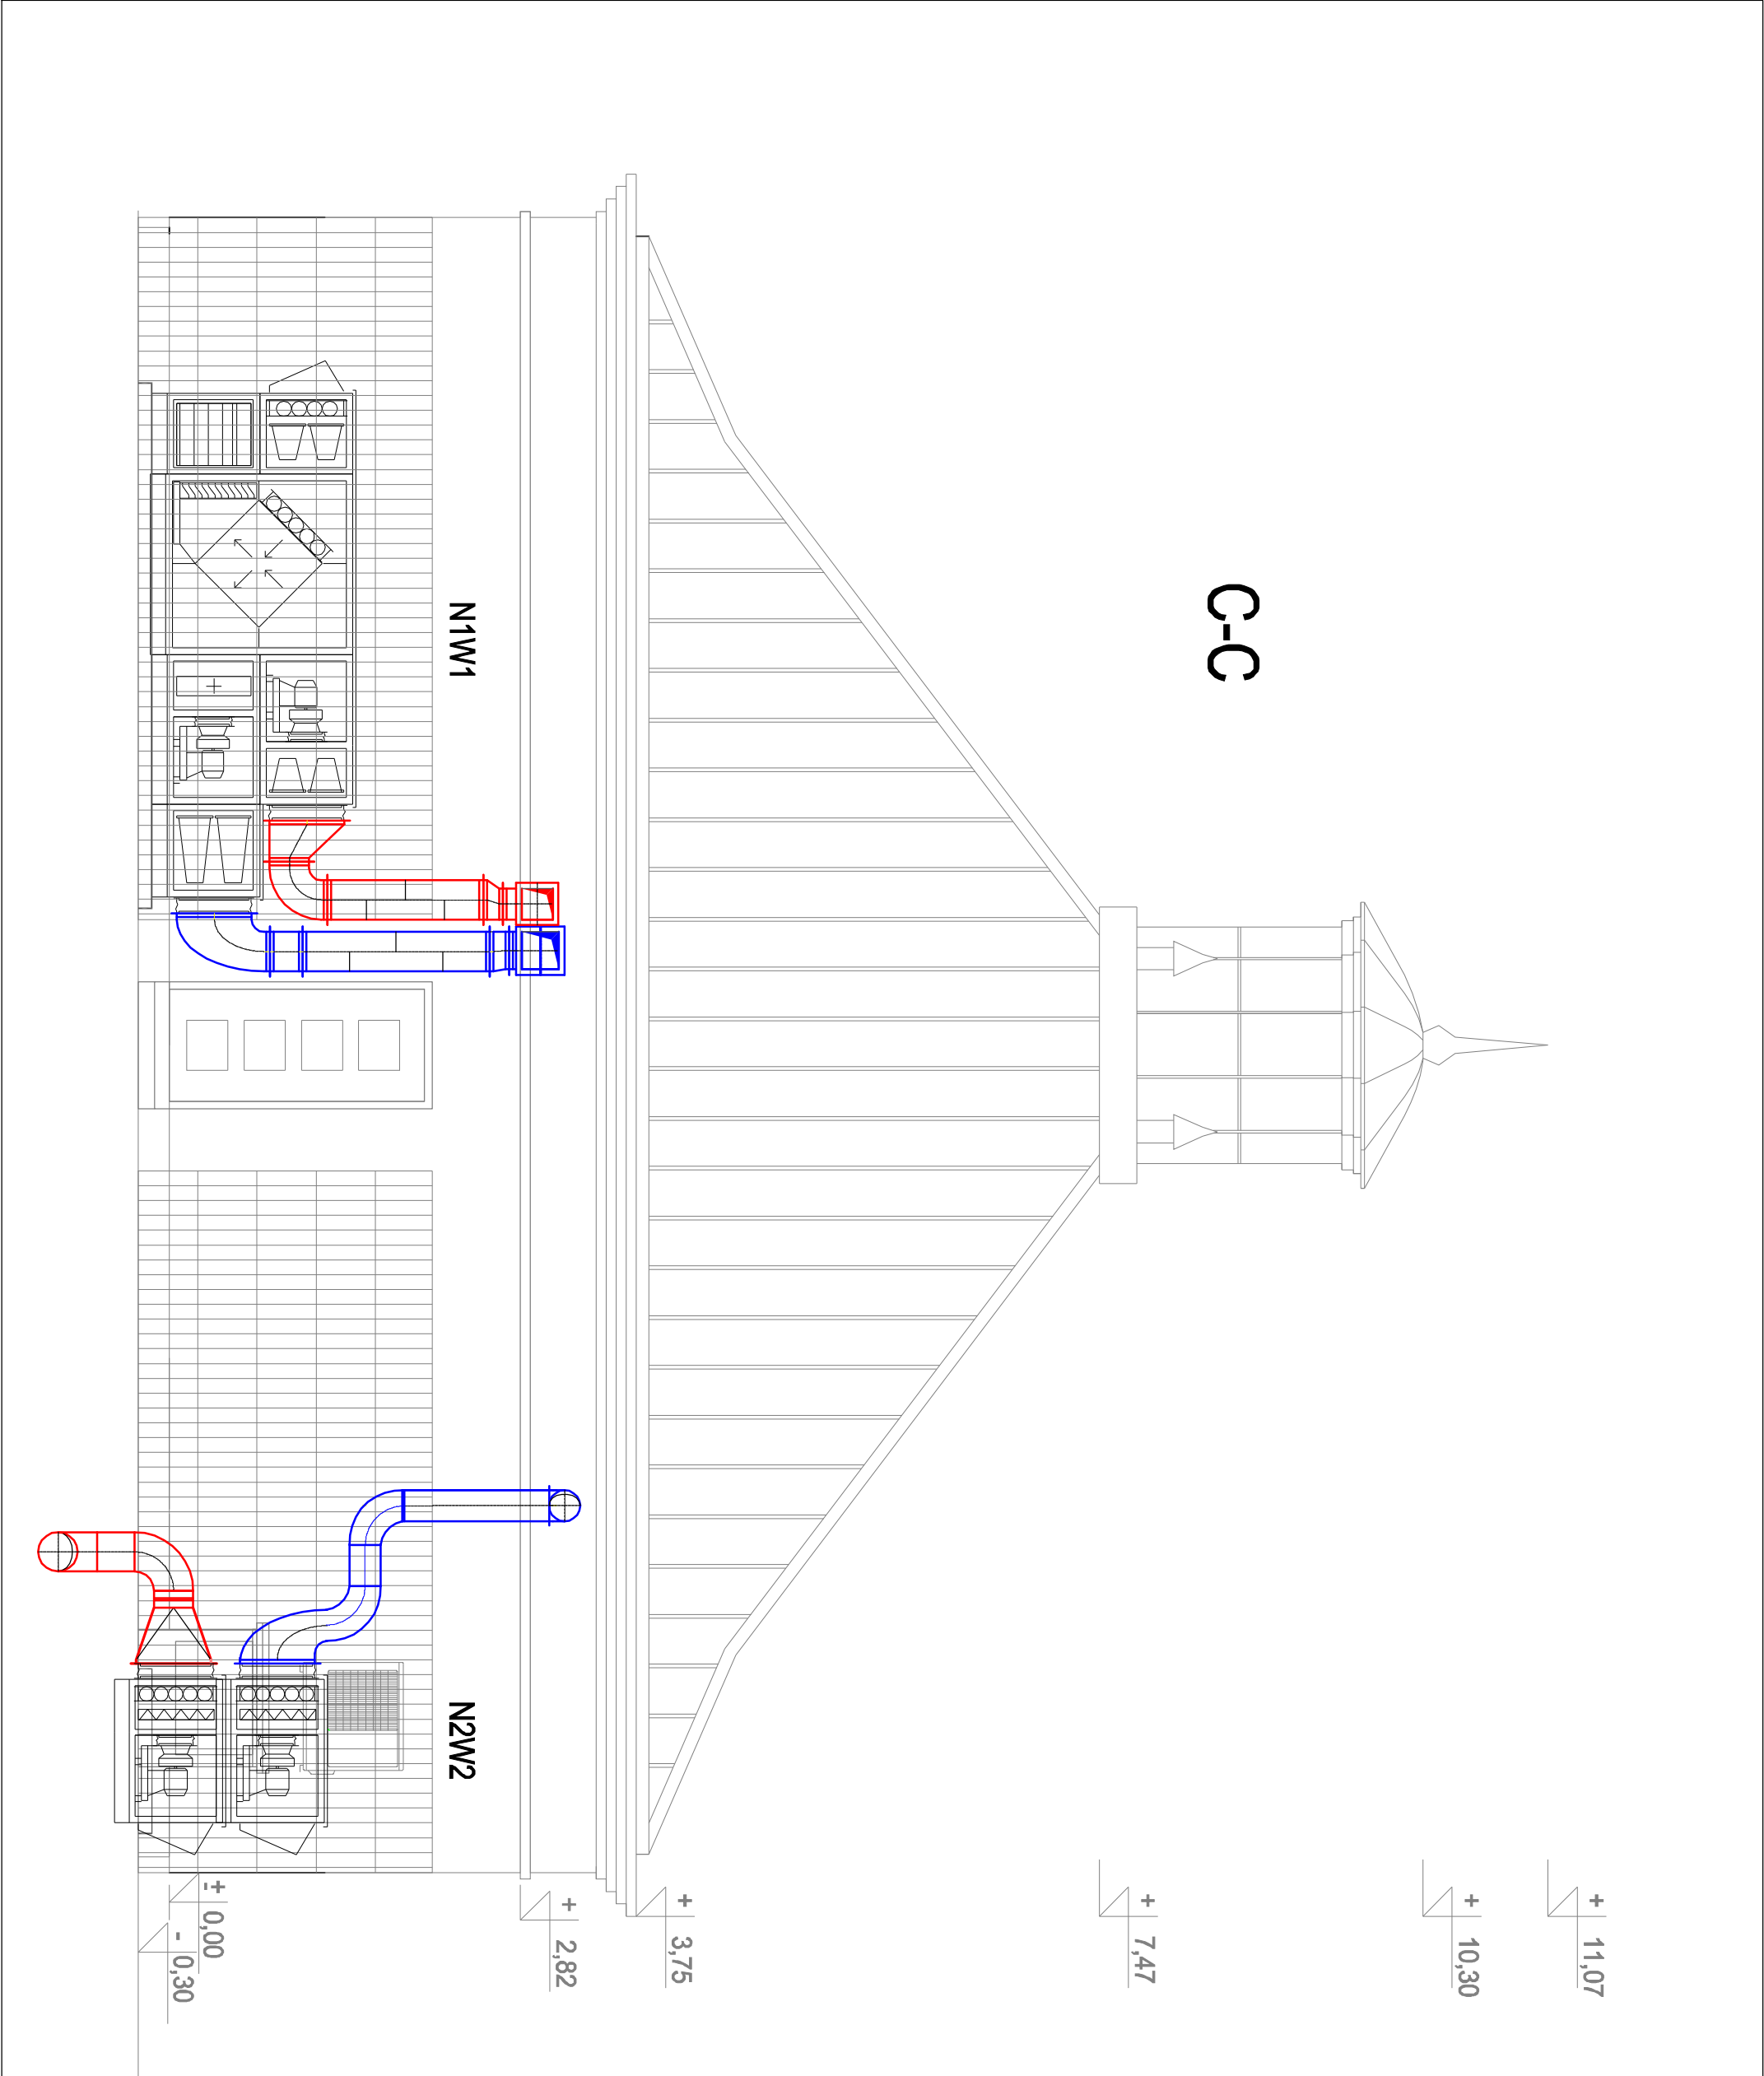 C-C
N1W1
N2W2
+ 11,07
+ 10,30
+ 7,47
+ 3,75
+ 2,82
± 0,00
- 0,30